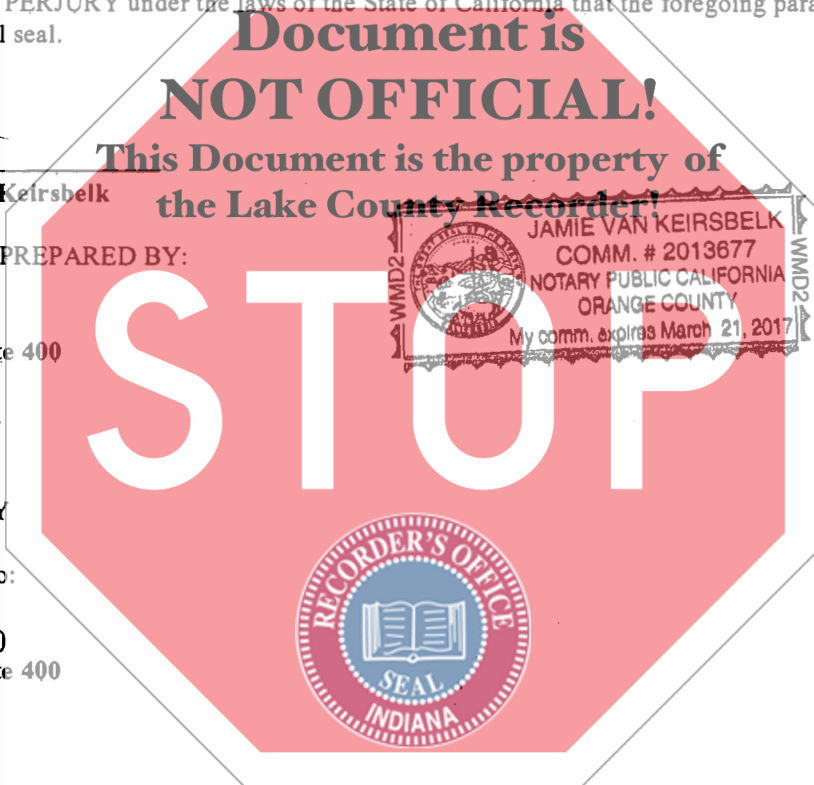 PERJURY under the laws of the State of California that the foregoing para
l seal.
Document is
NOT OFFICIAL!
This Document is the property of
the Lake County Recorder!
Keirsbelk
PREPARED BY:
JAMIE VAN KEIRSBELK
COMM. # 2013677
NOTARY PUBLIC CALIFORNIA
ORANGE COUNTY
My comm. expires March 21, 2017
WMD2
WMD2
te 400
STOP
Y
o:
te 400
RECORDER'S OFFICE
SEAL
INDIANA